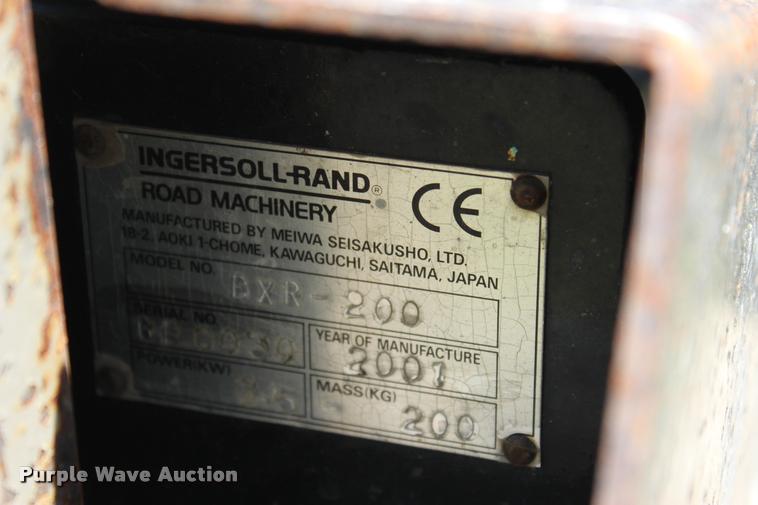 INGERSOLL-RAND®
ROAD MACHINERY
CE
MANUFACTURED BY MEIWA SEISAKUSHO, LTD.
18-2, AOKI 1-CHOME, KAWAGUCHI, SAITAMA, JAPAN
MODEL NO. BXR-200
SERIAL NO.
YEAR OF MANUFACTURE
2001
POWER(KW)
MASS(KG)
200
Purple Wave Auction